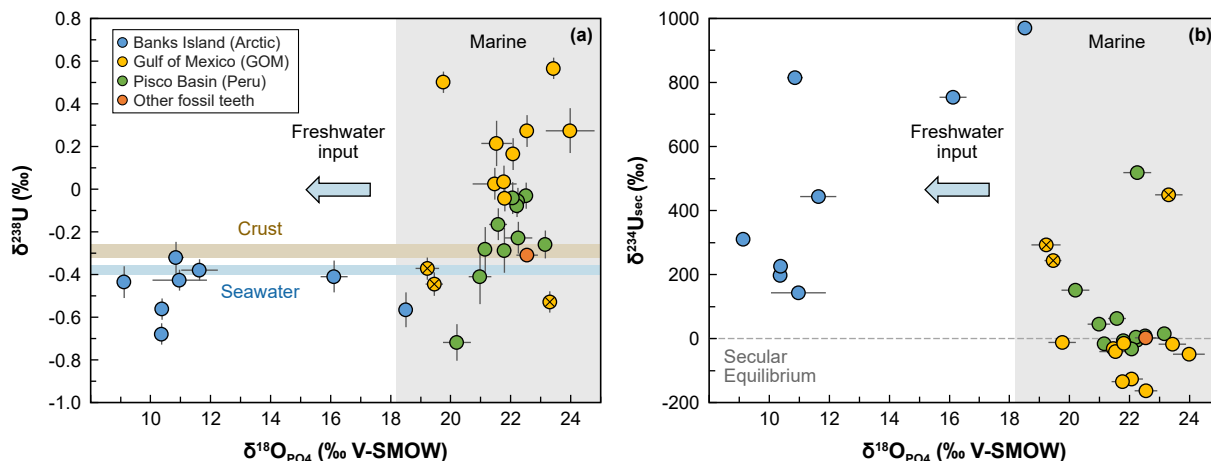 0.8
0.6
0.4
0.2
0
-0.2
-0.4
-0.6
-0.8
-1.0
δ²³⁸U (‰)
Banks Island (Arctic)
Gulf of Mexico (GOM)
Pisco Basin (Peru)
Other fossil teeth
Marine
(a)
Freshwater
input
Crust
Seawater
10 12 14 16 18 20 22 24
δ¹⁸O_PO4 (‰ V-SMOW)
1000
800
600
400
200
0
-200
δ²³⁴U_sec (‰)
Marine
(b)
Freshwater
input
Secular
Equilibrium
10 12 14 16 18 20 22 24
δ¹⁸O_PO4 (‰ V-SMOW)